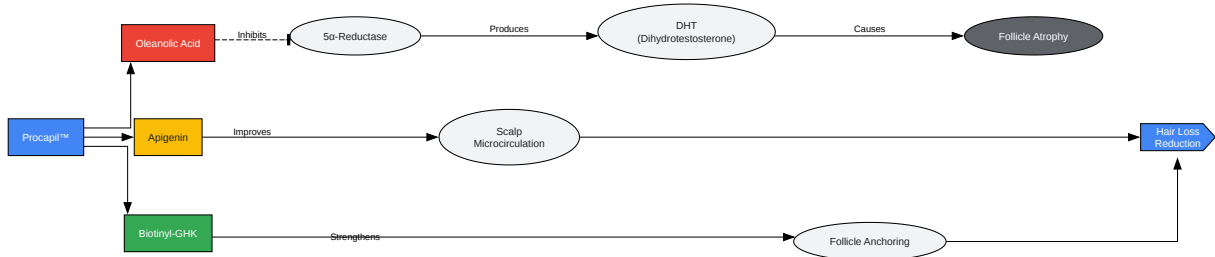 Oleanolic Acid
Inhibits
5α-Reductase
Produces
DHT
(Dihydrotestosterone)
Causes
Follicle Atrophy
Procapil™
Apigenin
Improves
Scalp
Microcirculation
Hair Loss
Reduction
Biotinyl-GHK
Strengthens
Follicle Anchoring